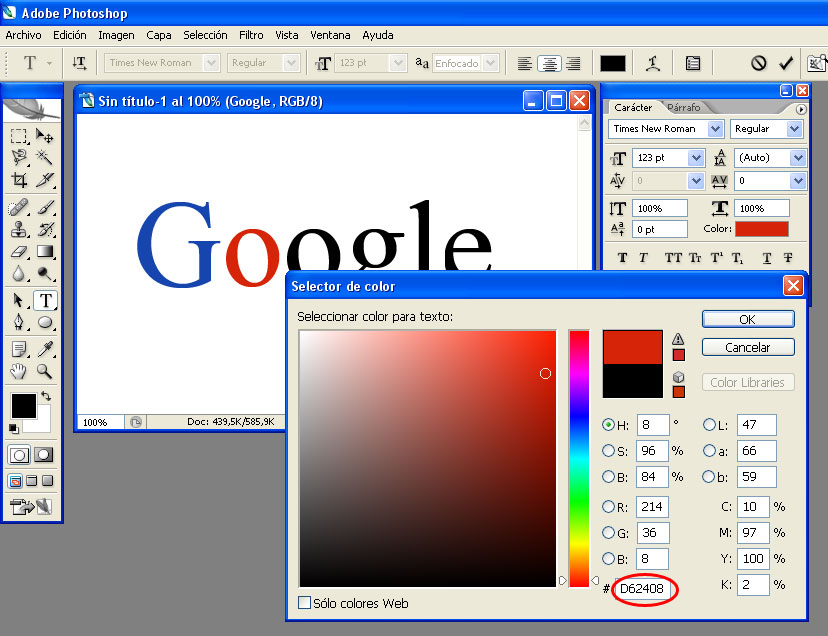 Adobe Photoshop
Archivo Edición Imagen Capa Selección Filtro Vista Ventana Ayuda
T Times New Roman Regular 123 pt aa Enfocado
Sin título-1 al 100% (Google, RGB/8)
Google
100% Doc: 439,5K/585,9K
Carácter Párrafo
Times New Roman Regular
123 pt (Auto)
0 0
100% 100%
0 pt Color:
T T TT Tr T¹ T₁ T T
Selector de color
Seleccionar color para texto:
OK
Cancelar
Color Libraries
H: 8 ° L: 47
S: 96 % a: 66
B: 84 % b: 59
R: 214 C: 10 %
G: 36 M: 97 %
B: 8 Y: 100 %
# D62408 K: 2 %
Sólo colores Web